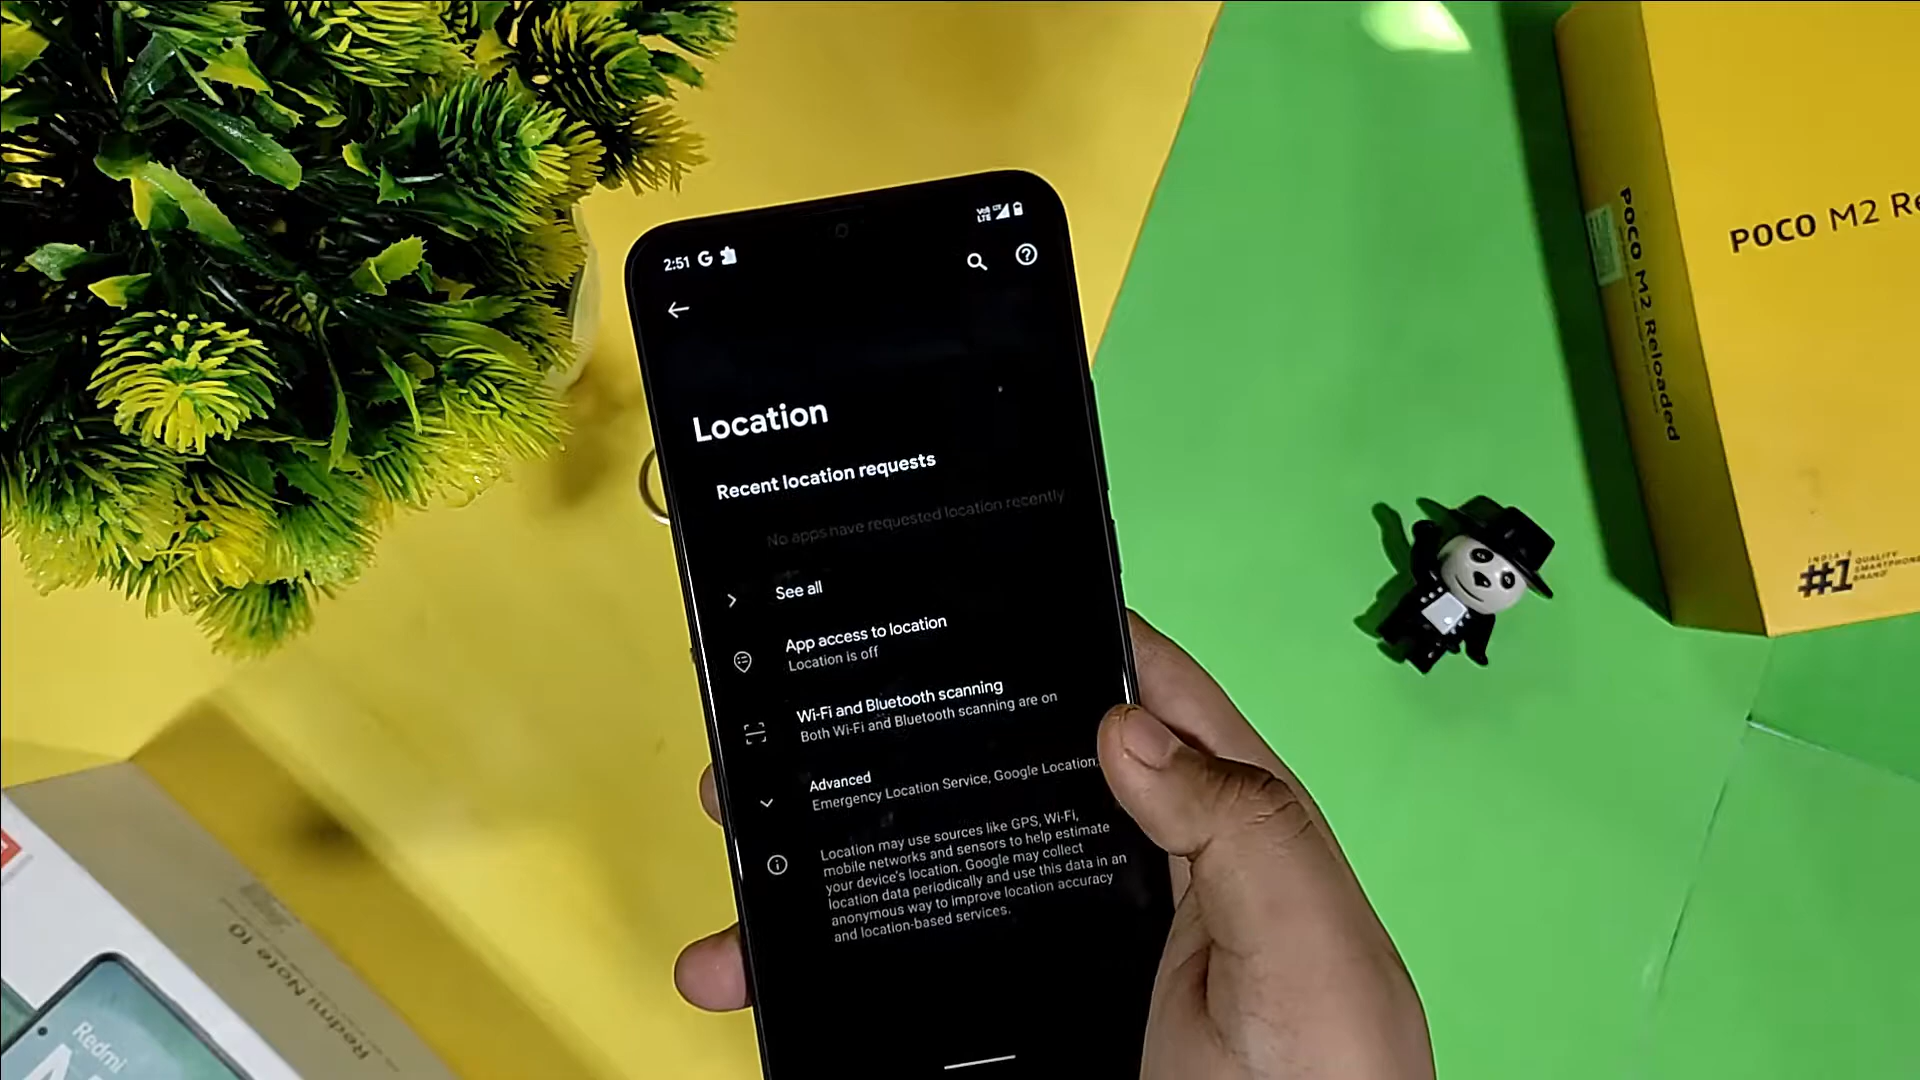 2:51
Location
Recent location requests
No apps have requested location recently
See all
App access to location
Location is off
Wi-Fi and Bluetooth scanning
Both Wi-Fi and Bluetooth scanning are on
Advanced
Emergency Location Service, Google Location.
Location may use sources like GPS, Wi-Fi,
mobile networks and sensors to help estimate
your device's location. Google may collect
location data periodically and use this data in an
anonymous way to improve location accuracy
and location-based services.
POCO M2 Re
POCO M2 Reloaded
INDIA'S
#1 QUALITY
SMARTPHONE
BRAND
Redmi Note 10
Redmi